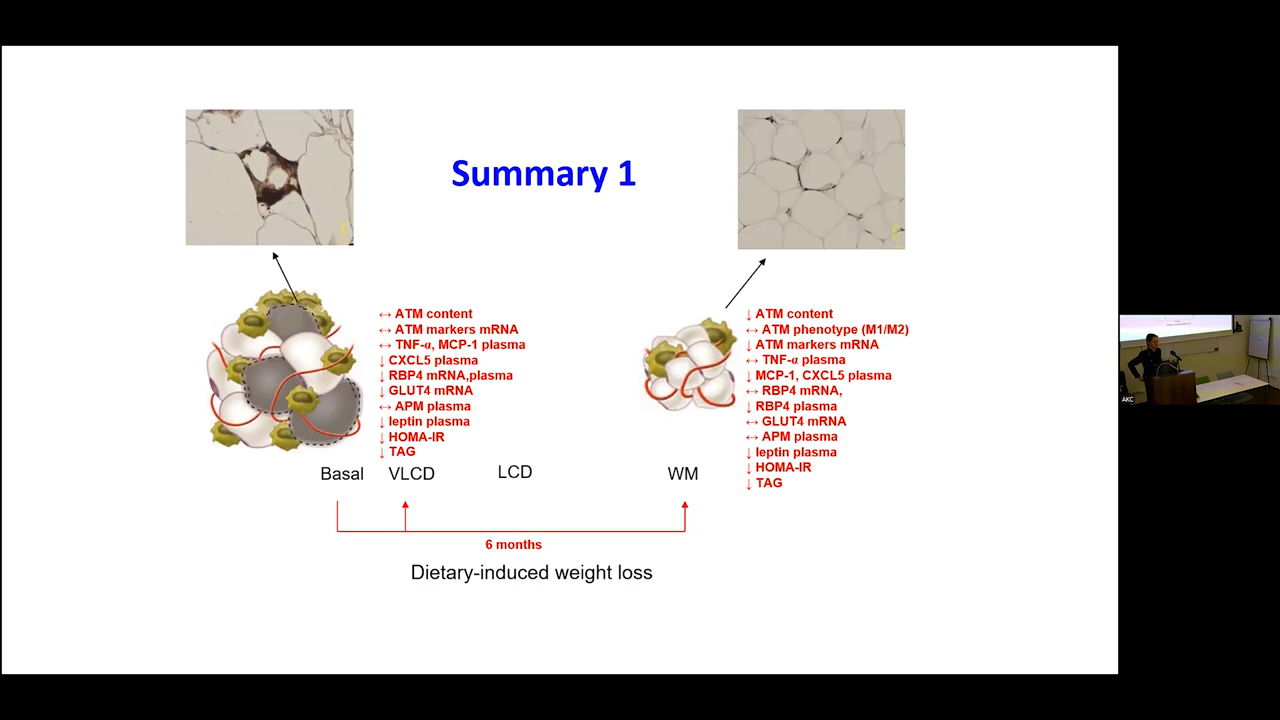 Summary 1
↔ ATM content
↔ ATM markers mRNA
↔ TNF-α, MCP-1 plasma
↓ CXCL5 plasma
↓ RBP4 mRNA,plasma
↓ GLUT4 mRNA
↔ APM plasma
↓ leptin plasma
↓ HOMA-IR
↓ TAG
↓ ATM content
↔ ATM phenotype (M1/M2)
↓ ATM markers mRNA
↔ TNF-α plasma
↓ MCP-1, CXCL5 plasma
↔ RBP4 mRNA,
↓ RBP4 plasma
↔ GLUT4 mRNA
↔ APM plasma
↓ leptin plasma
↓ HOMA-IR
↓ TAG
Basal VLCD LCD WM
6 months
Dietary-induced weight loss
AKC